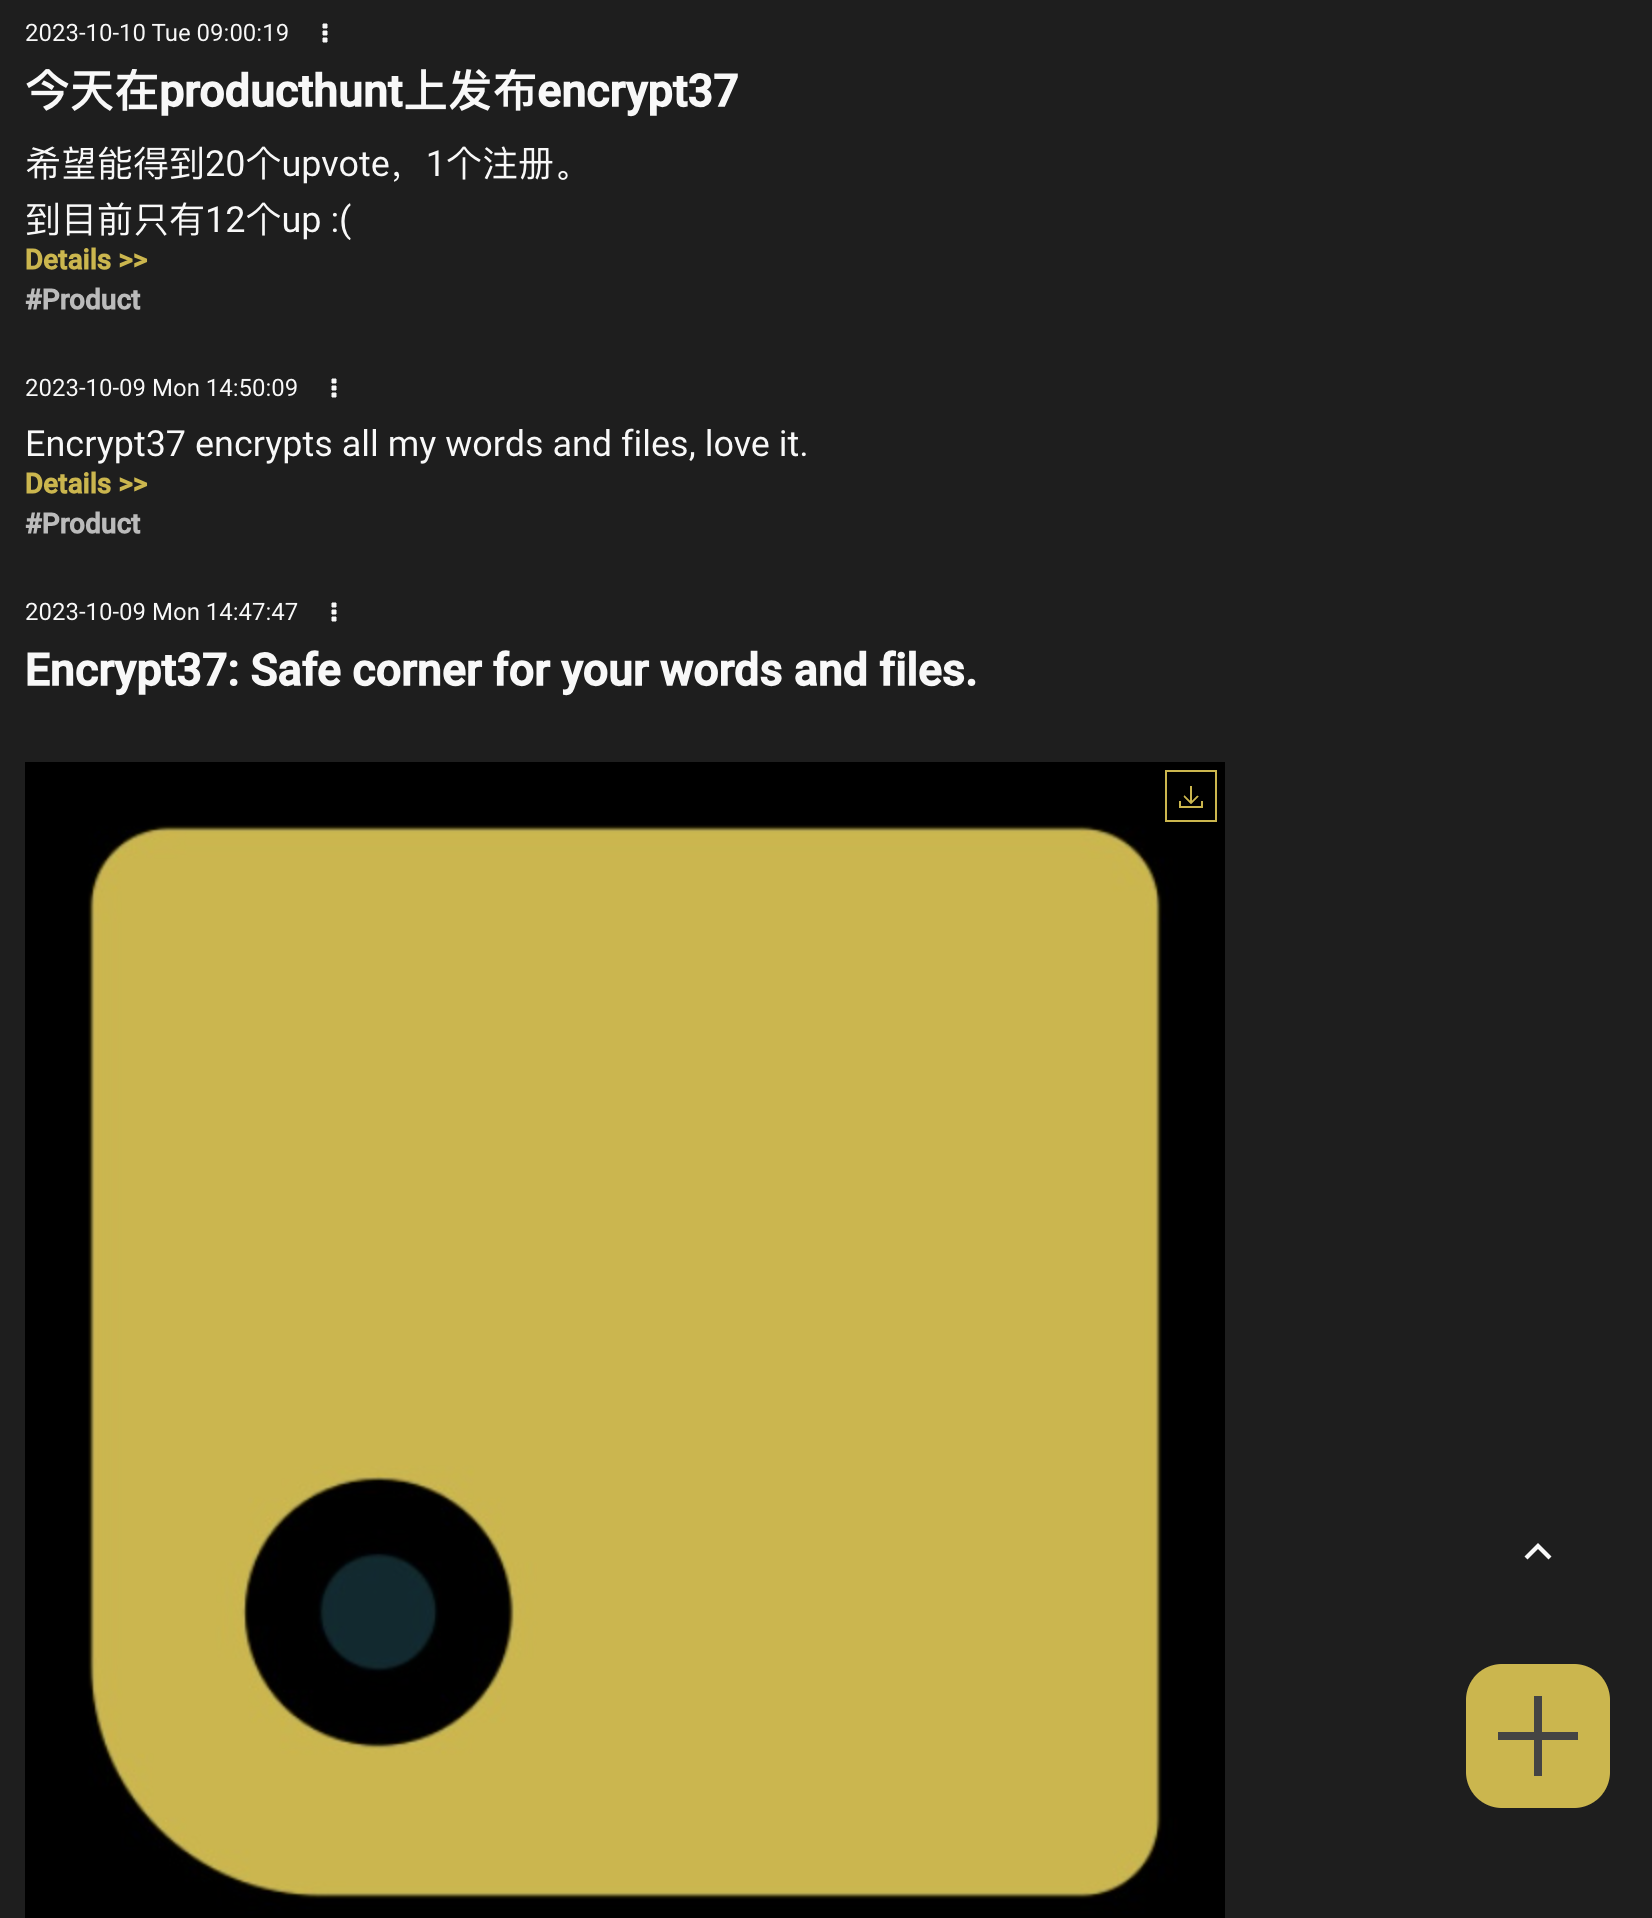 2023-10-10 Tue 09:00:19
今天在producthunt上发布encrypt37
希望能得到20个upvote，1个注册。
到目前只有12个up :(
Details >>
#Product
2023-10-09 Mon 14:50:09
Encrypt37 encrypts all my words and files, love it.
Details >>
#Product
2023-10-09 Mon 14:47:47
Encrypt37: Safe corner for your words and files.